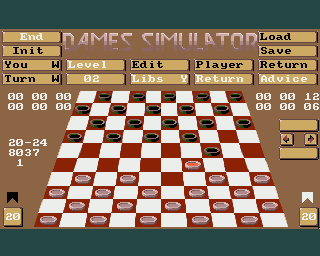 End DAMES SIMULATOR Load
Init Save
You W Level Edit Player Return
Turn W 02 Libs Y Return Advice
00 00 00 00 00 12
00 00 00 00 00 06
20-24
8037
1
20 20